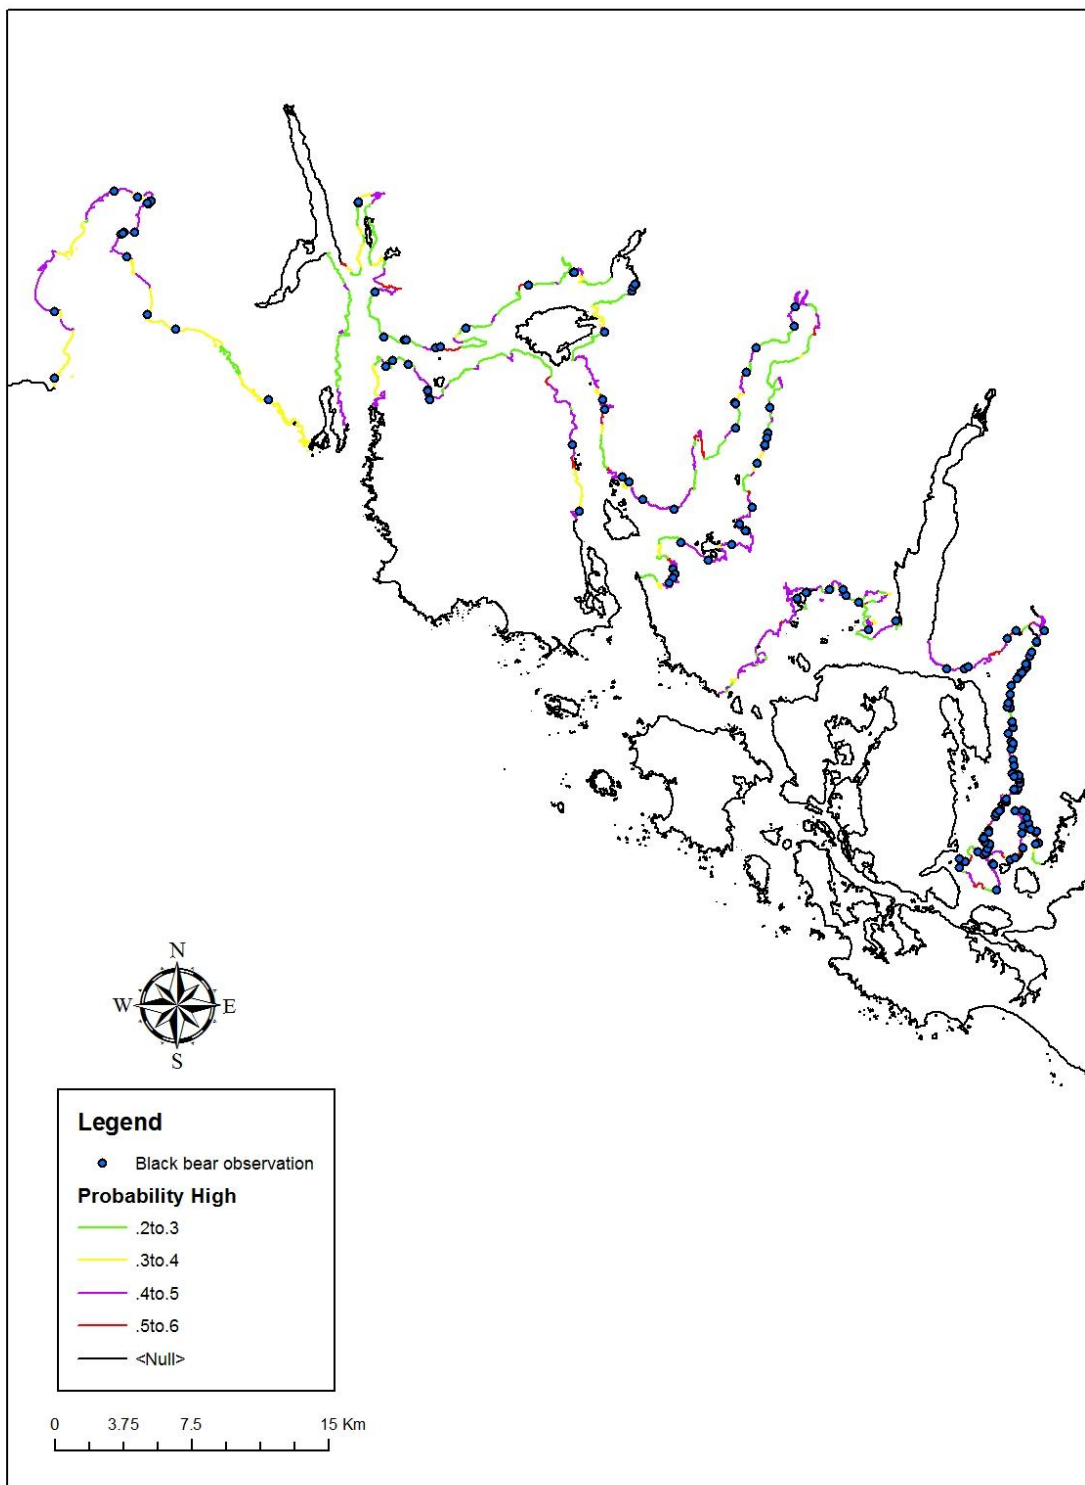 N
W E
S
Legend
Black bear observation
Probability High
.2to.3
.3to.4
.4to.5
.5to.6
<Null>
0 3.75 7.5 15 Km